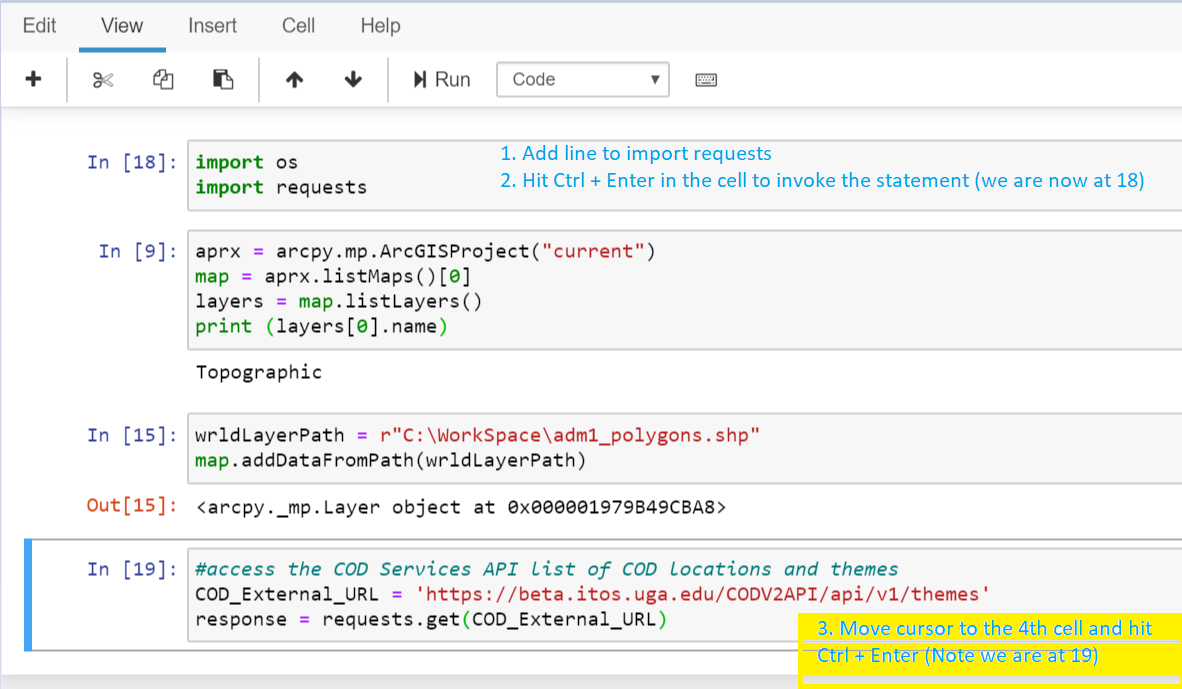 Edit View Insert Cell Help
Run Code
In [18]: import os
import requests
1. Add line to import requests
2. Hit Ctrl + Enter in the cell to invoke the statement (we are now at 18)
In [9]: aprx = arcpy.mp.ArcGISProject("current")
map = aprx.listMaps()[0]
layers = map.listLayers()
print (layers[0].name)
Topographic
In [15]: wrldLayerPath = r"C:\WorkSpace\adm1_polygons.shp"
map.addDataFromPath(wrldLayerPath)
Out[15]: <arcpy._mp.Layer object at 0x000001979B49CBA8>
In [19]: #access the COD Services API list of COD locations and themes
COD_External_URL = 'https://beta.itos.uga.edu/CODV2API/api/v1/themes'
response = requests.get(COD_External_URL)
3. Move cursor to the 4th cell and hit
Ctrl + Enter (Note we are at 19)